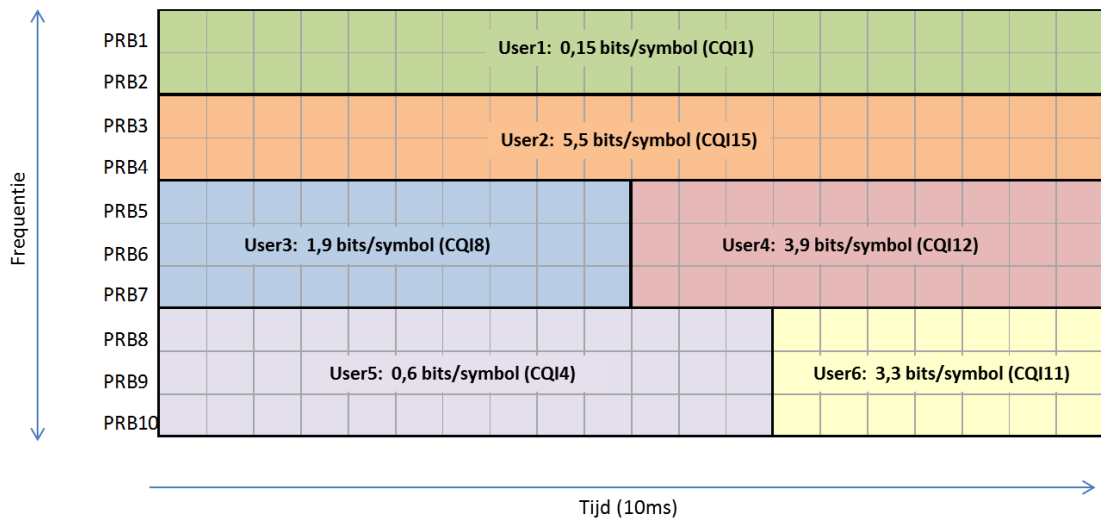 Frequentie
PRB1
User1: 0,15 bits/symbol (CQI1)
PRB2
PRB3
User2: 5,5 bits/symbol (CQI15)
PRB4
PRB5
PRB6
User3: 1,9 bits/symbol (CQI8)
User4: 3,9 bits/symbol (CQI12)
PRB7
PRB8
PRB9
User5: 0,6 bits/symbol (CQI4)
User6: 3,3 bits/symbol (CQI11)
PRB10
Tijd (10ms)